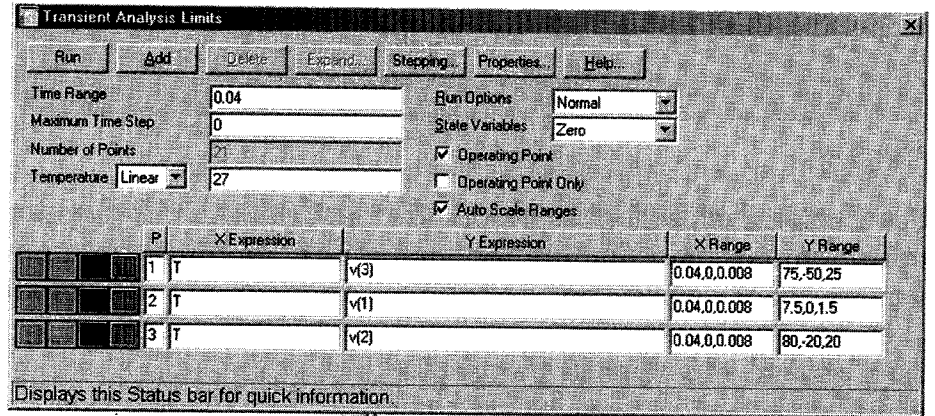 Transient Analysis Limits
Run Add Delete Expand... Stepping... Properties... Help...
Time Range 0.04 Run Options Normal
Maximum Time Step 0 State Variables Zero
Number of Points 21 Operating Point
Temperature Linear 27 Operating Point Only
Auto Scale Ranges
P X Expression Y Expression X Range Y Range
1 T v(3) 0.04,0,0.008 75,-50,25
2 T v(1) 0.04,0,0.008 7.5,0,1.5
3 T v(2) 0.04,0,0.008 80,-20,20
Displays this Status bar for quick information.